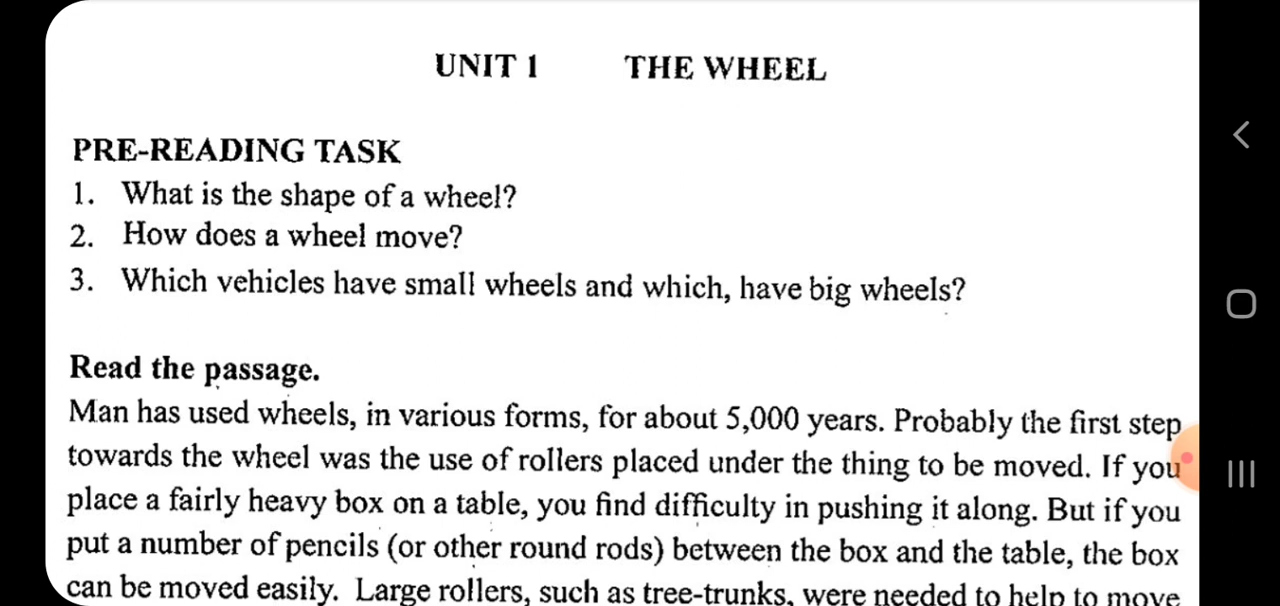 UNIT 1 THE WHEEL
PRE-READING TASK
1. What is the shape of a wheel?
2. How does a wheel move?
3. Which vehicles have small wheels and which, have big wheels?
Read the passage.
Man has used wheels, in various forms, for about 5,000 years. Probably the first step
towards the wheel was the use of rollers placed under the thing to be moved. If you
place a fairly heavy box on a table, you find difficulty in pushing it along. But if you
put a number of pencils (or other round rods) between the box and the table, the box
can be moved easily. Large rollers, such as tree-trunks, were needed to help to move